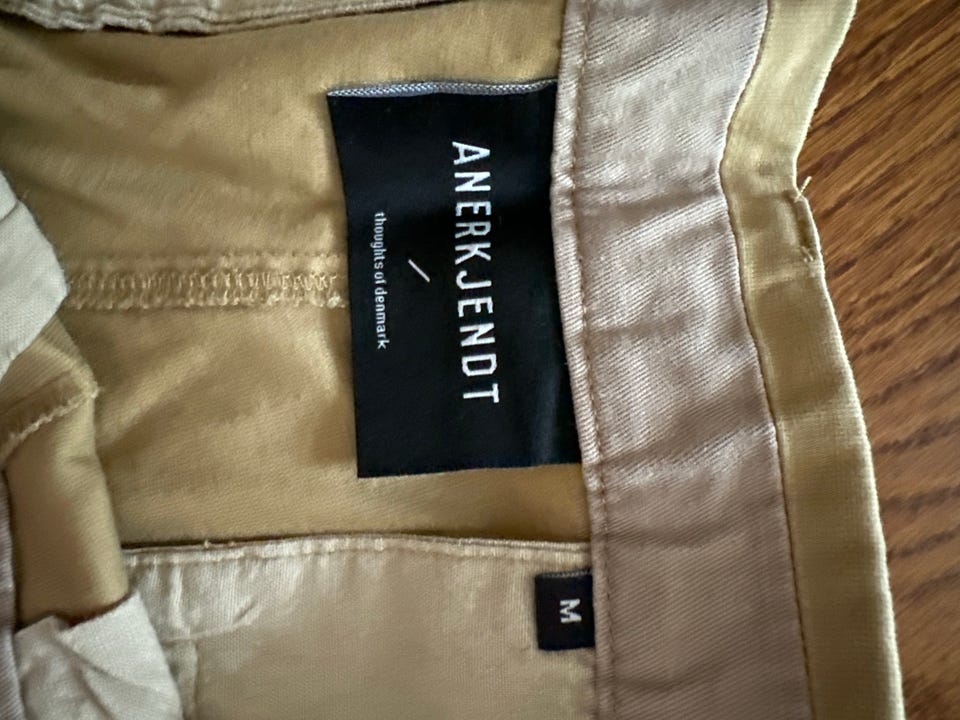 ANERKJENDT
/
thoughts of denmark
M